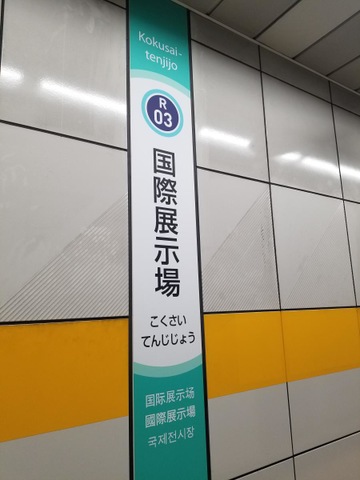 Kokusai-
tenjijo
R
03
国際展示場
こくさい
てんじじょう
国际展示场
國際展示場
국제전시장